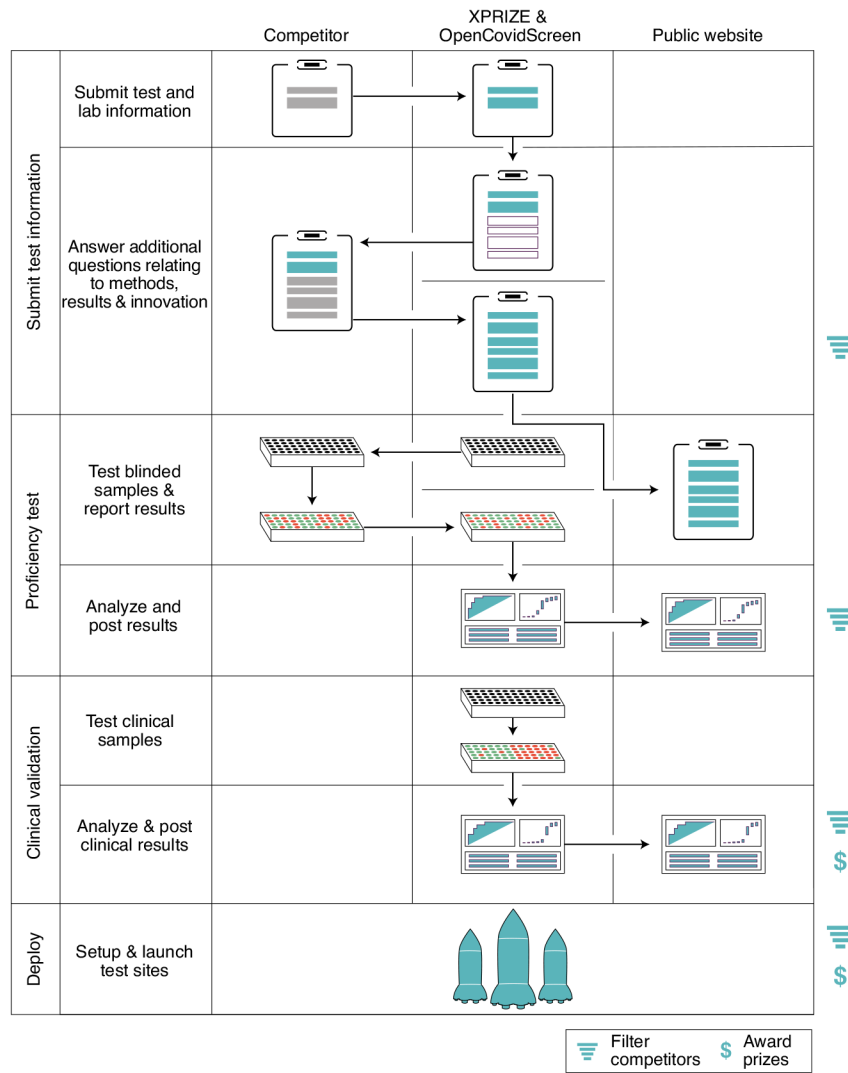 Competitor
XPRIZE &
OpenCovidScreen
Public website
Submit test information
Submit test and
lab information
Answer additional
questions relating
to methods,
results & innovation
Proficiency test
Test blinded
samples &
report results
Analyze and
post results
Clinical validation
Test clinical
samples
Analyze & post
clinical results
$
Deploy
Setup & launch
test sites
$
Filter
competitors
$ Award
prizes